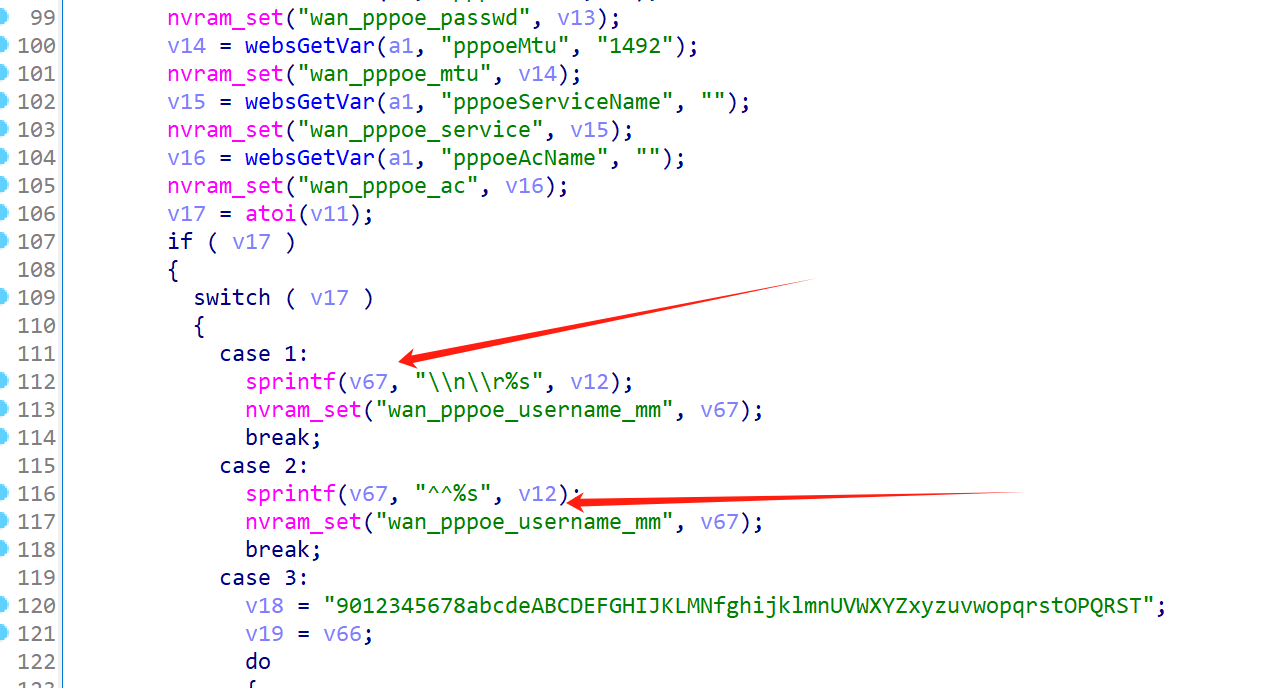 99 nvram_set("wan_pppoe_passwd", v13);
100 v14 = websGetVar(a1, "pppoeMtu", "1492");
101 nvram_set("wan_pppoe_mtu", v14);
102 v15 = websGetVar(a1, "pppoeServiceName", "");
103 nvram_set("wan_pppoe_service", v15);
104 v16 = websGetVar(a1, "pppoeAcName", "");
105 nvram_set("wan_pppoe_ac", v16);
106 v17 = atoi(v11);
107 if ( v17 )
108 {
109 switch ( v17 )
110 {
111 case 1:
112 sprintf(v67, "\\n\\r%s", v12);
113 nvram_set("wan_pppoe_username_mm", v67);
114 break;
115 case 2:
116 sprintf(v67, "^^%s", v12);
117 nvram_set("wan_pppoe_username_mm", v67);
118 break;
119 case 3:
120 v18 = "9012345678abcdeABCDEFGHIJKLMNfghijklmnUVWXYZxyzuvwopqrstOPQRST";
121 v19 = v66;
122 do